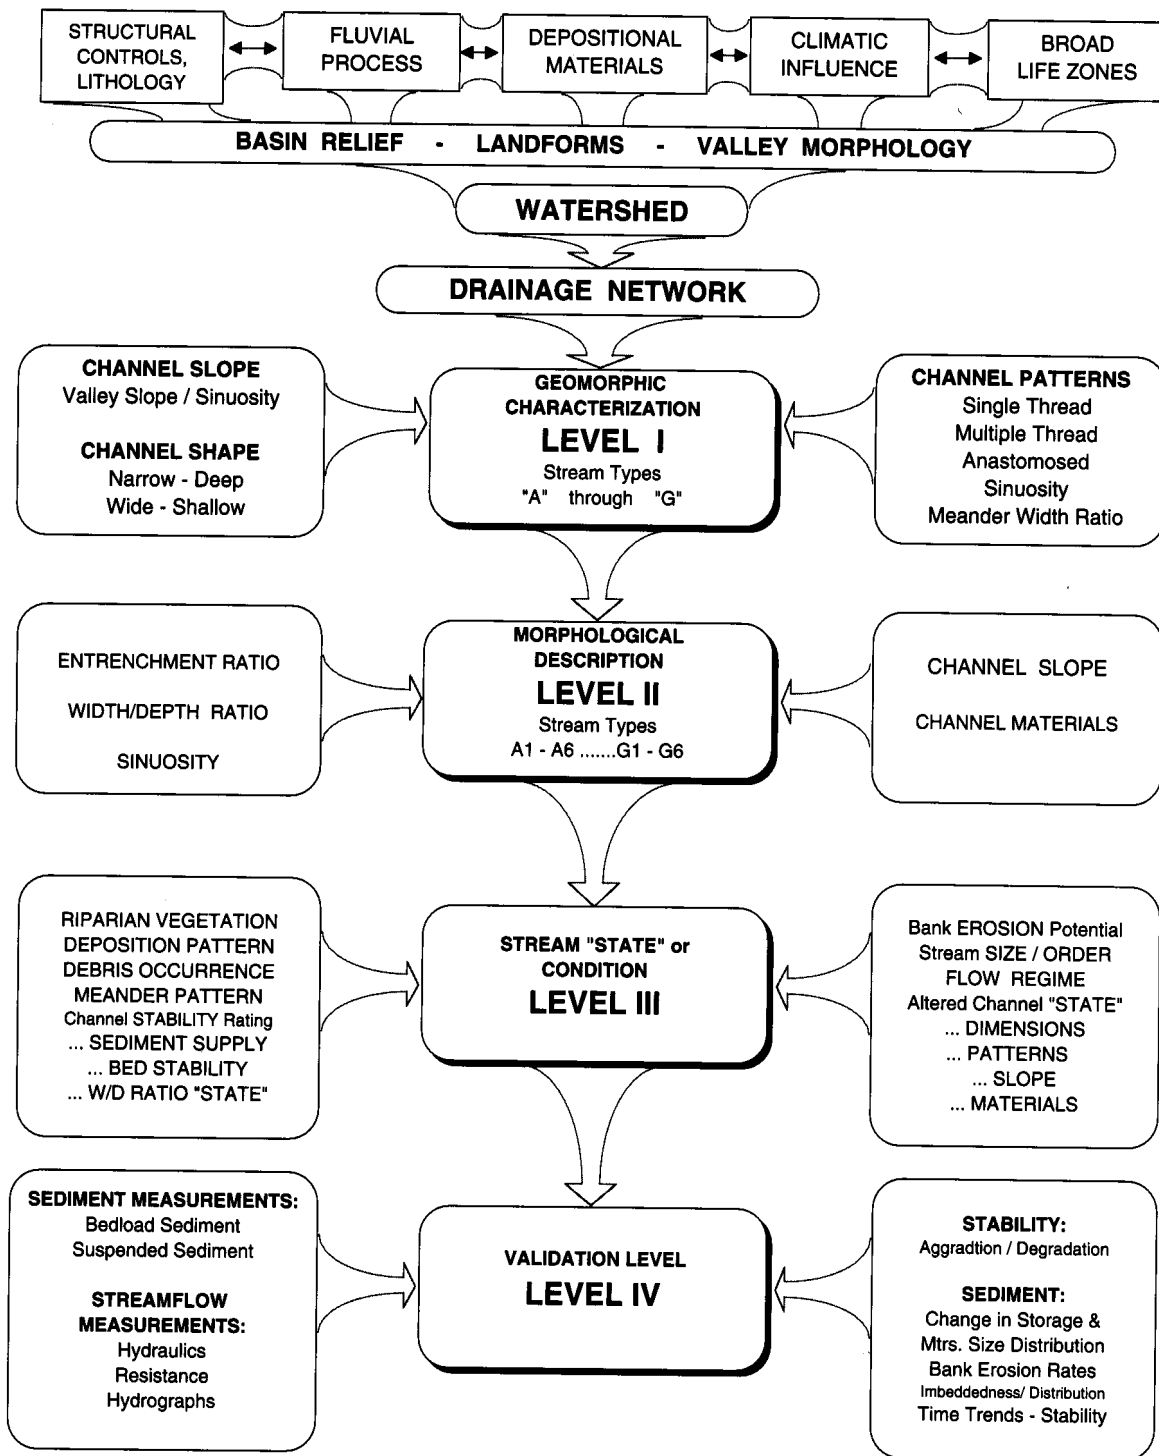 STRUCTURAL
CONTROLS,
LITHOLOGY
FLUVIAL
PROCESS
DEPOSITIONAL
MATERIALS
CLIMATIC
INFLUENCE
BROAD
LIFE ZONES
BASIN RELIEF - LANDFORMS - VALLEY MORPHOLOGY
WATERSHED
DRAINAGE NETWORK
CHANNEL SLOPE
Valley Slope / Sinuosity
CHANNEL SHAPE
Narrow - Deep
Wide - Shallow
GEOMORPHIC
CHARACTERIZATION
LEVEL I
Stream Types
"A" through "G"
CHANNEL PATTERNS
Single Thread
Multiple Thread
Anastomosed
Sinuosity
Meander Width Ratio
ENTRENCHMENT RATIO
WIDTH/DEPTH RATIO
SINUOSITY
MORPHOLOGICAL
DESCRIPTION
LEVEL II
Stream Types
A1 - A6 .......G1 - G6
CHANNEL SLOPE
CHANNEL MATERIALS
RIPARIAN VEGETATION
DEPOSITION PATTERN
DEBRIS OCCURRENCE
MEANDER PATTERN
Channel STABILITY Rating
... SEDIMENT SUPPLY
... BED STABILITY
... W/D RATIO "STATE"
STREAM "STATE" or
CONDITION
LEVEL III
Bank EROSION Potential
Stream SIZE / ORDER
FLOW REGIME
Altered Channel "STATE"
... DIMENSIONS
... PATTERNS
... SLOPE
... MATERIALS
SEDIMENT MEASUREMENTS:
Bedload Sediment
Suspended Sediment
STREAMFLOW
MEASUREMENTS:
Hydraulics
Resistance
Hydrographs
VALIDATION LEVEL
LEVEL IV
STABILITY:
Aggradtion / Degradation
SEDIMENT:
Change in Storage &
Mtrs. Size Distribution
Bank Erosion Rates
Imbeddedness/ Distribution
Time Trends - Stability